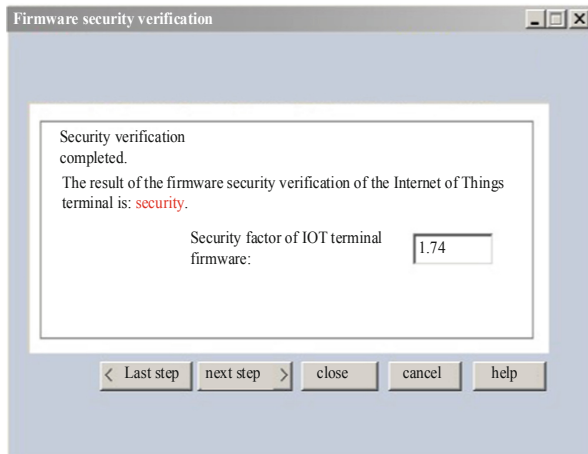 Firmware security verification
Security verification
completed.
The result of the firmware security verification of the Internet of Things
terminal is: security.
Security factor of IOT terminal
firmware:
1.74
Last step
next step
close
cancel
help